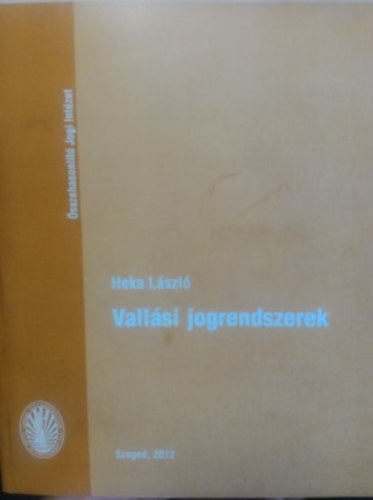 Összehasonlító Jogi Intézet
Heka László
Vallási jogrendszerek
Szeged, 2012